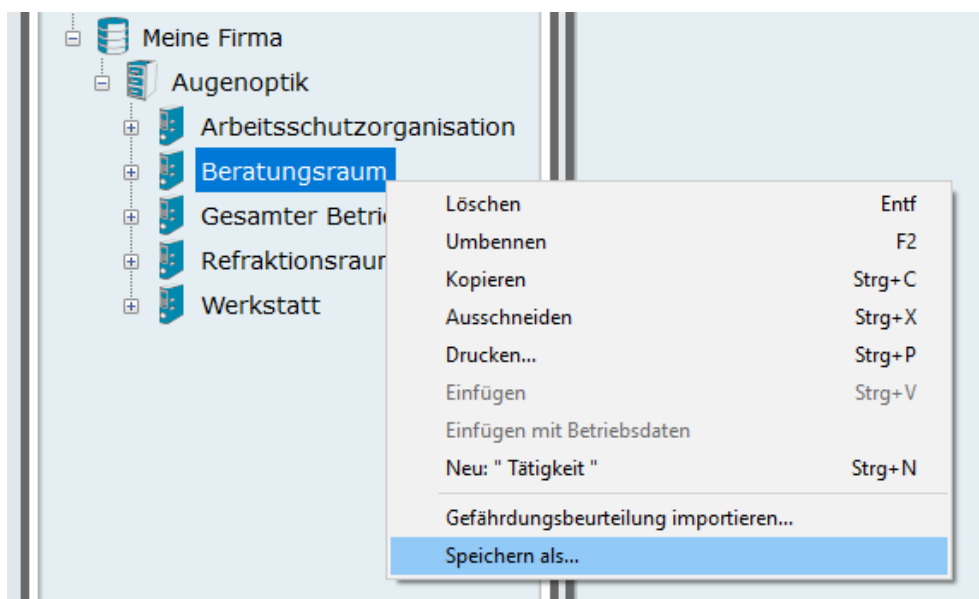 Meine Firma
Augenoptik
Arbeitsschutzorganisation
Beratungsraum
Gesamter
Werkstatt
Löschen Entf
Umbennen F2
Kopieren Strg+C
Ausschneiden Strg+X
Drucken... Strg+P
Einfügen Strg+V
Einfügen mit Betriebsdaten
Neu: " Tätigkeit " Strg+N
Gefährdungsbeurteilung importieren...
Speichern als...